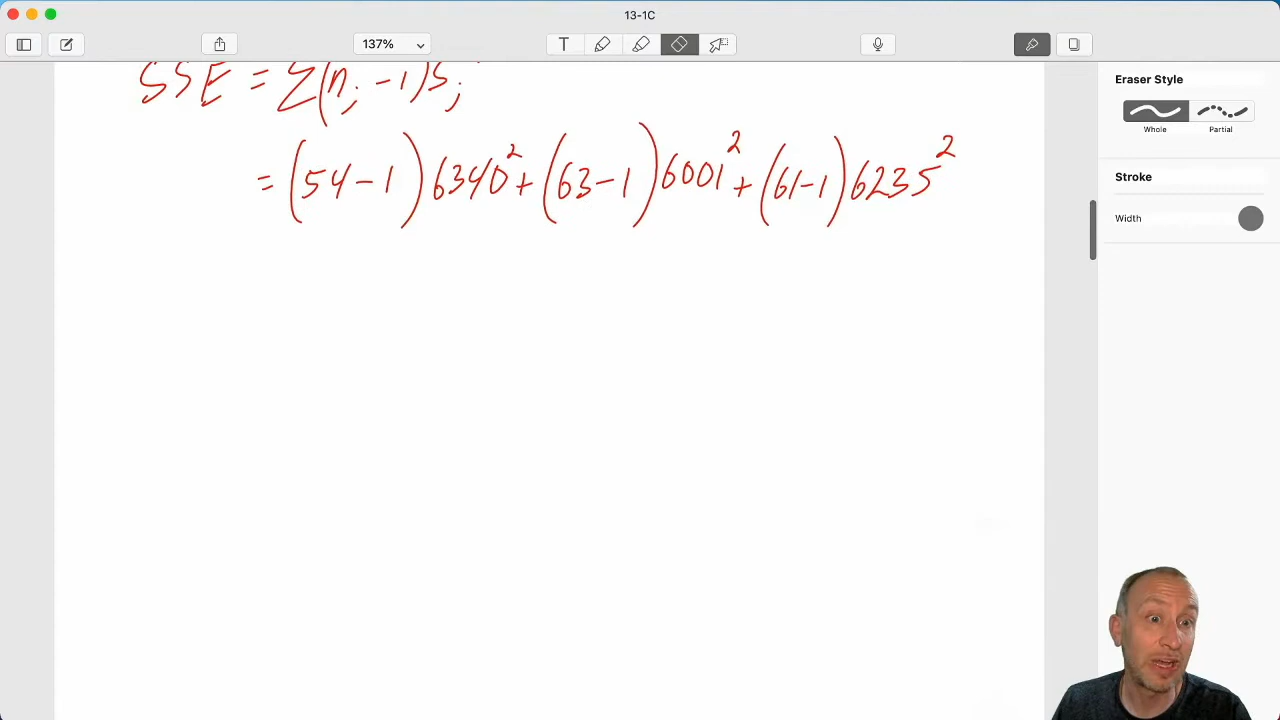 13-1C
137%
T
Eraser Style
Whole Partial
Stroke
Width
SSE = Σ(nᵢ -1)Sᵢ
= (54-1)6340² + (63-1)6001² + (61-1)6235²